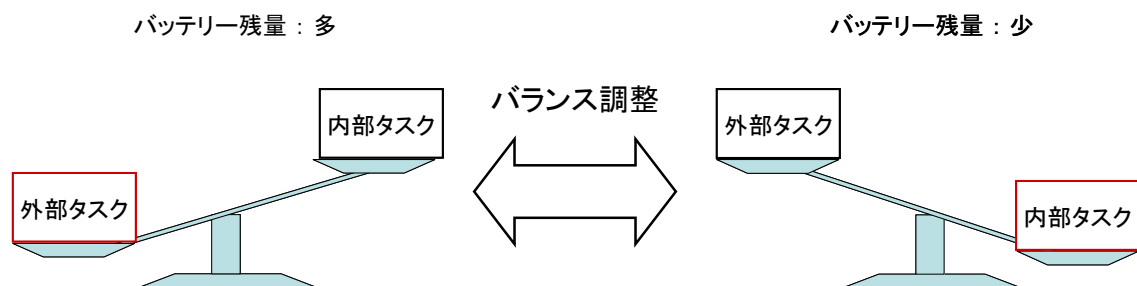 バッテリー残量 : 多
バッテリー残量 : 少
バランス調整
内部タスク
外部タスク
外部タスク
内部タスク